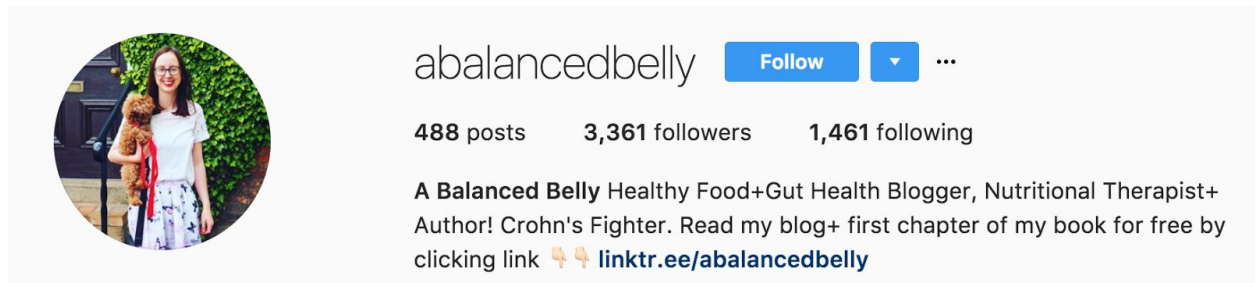 abalancedbelly Follow ▼ ...
488 posts 3,361 followers 1,461 following
A Balanced Belly Healthy Food+Gut Health Blogger, Nutritional Therapist+
Author! Crohn's Fighter. Read my blog+ first chapter of my book for free by
clicking link 👇🏻👇🏻 linktr.ee/abalancedbelly